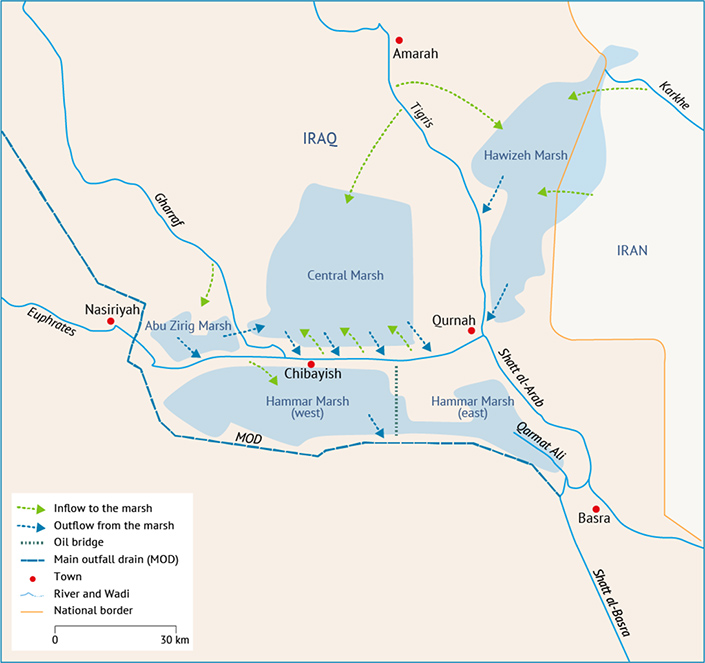 Amarah
Karkhe
Tigris
IRAQ
Hawizeh Marsh
Gharraf
IRAN
Central Marsh
Nasiriyah
Euphrates
Abu Zirig Marsh
Qurnah
Chibayish
Shatt al-Arab
Hammar Marsh
(west)
Hammar Marsh
(east)
MOD
Qarmat Ali
Basra
Shatt al-Basra
Inflow to the marsh
Outflow from the marsh
Oil bridge
Main outfall drain (MOD)
Town
River and Wadi
National border
0 30 km